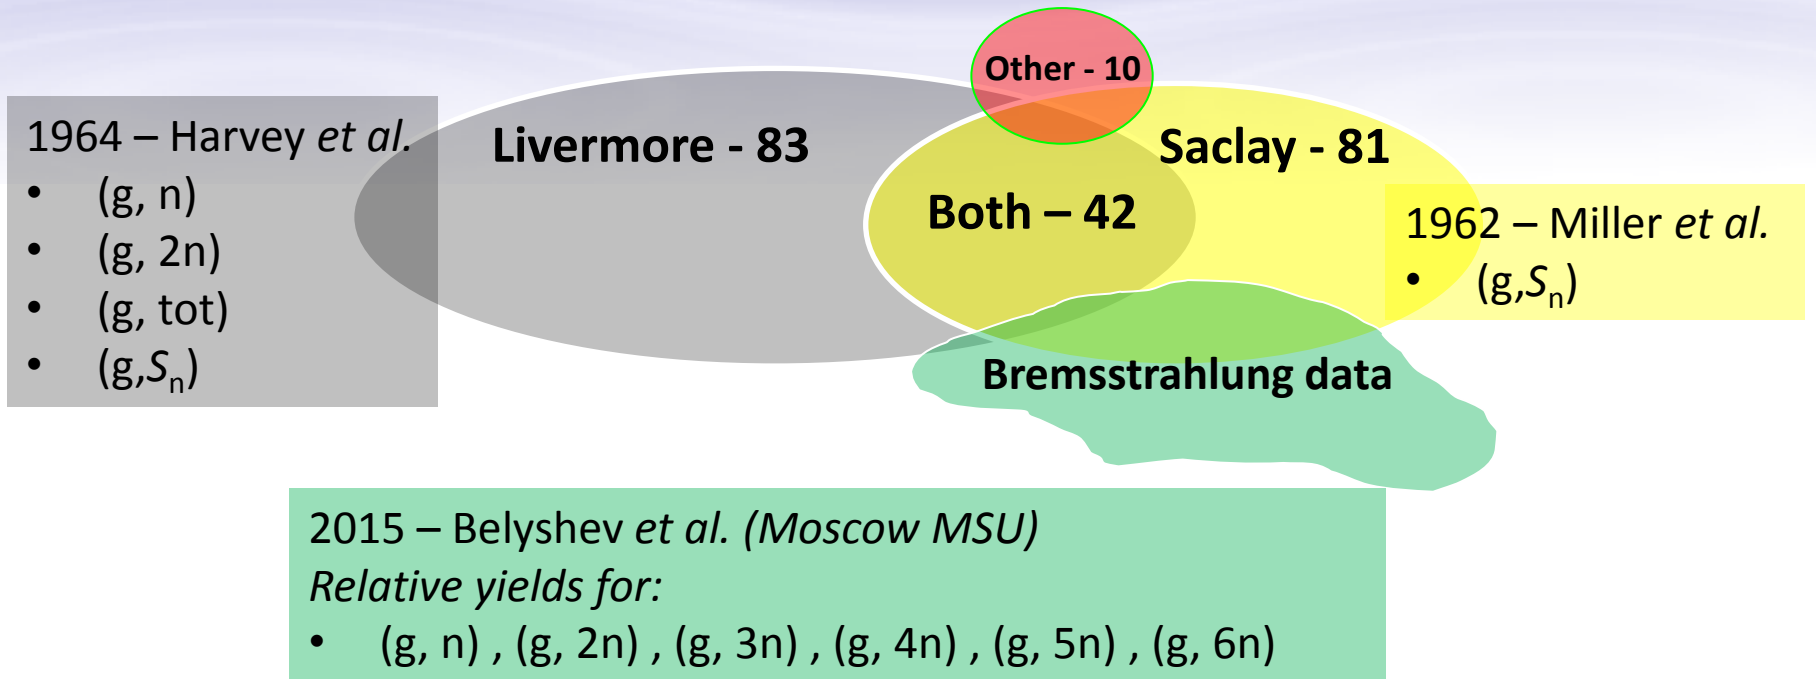 Other - 10
1964 – Harvey et al.
• (g, n)
• (g, 2n)
• (g, tot)
• (g,Sn)
Livermore - 83
Both – 42
Saclay - 81
1962 – Miller et al.
• (g,Sn)
Bremsstrahlung data
2015 – Belyshev et al. (Moscow MSU)
Relative yields for:
• (g, n) , (g, 2n) , (g, 3n) , (g, 4n) , (g, 5n) , (g, 6n)